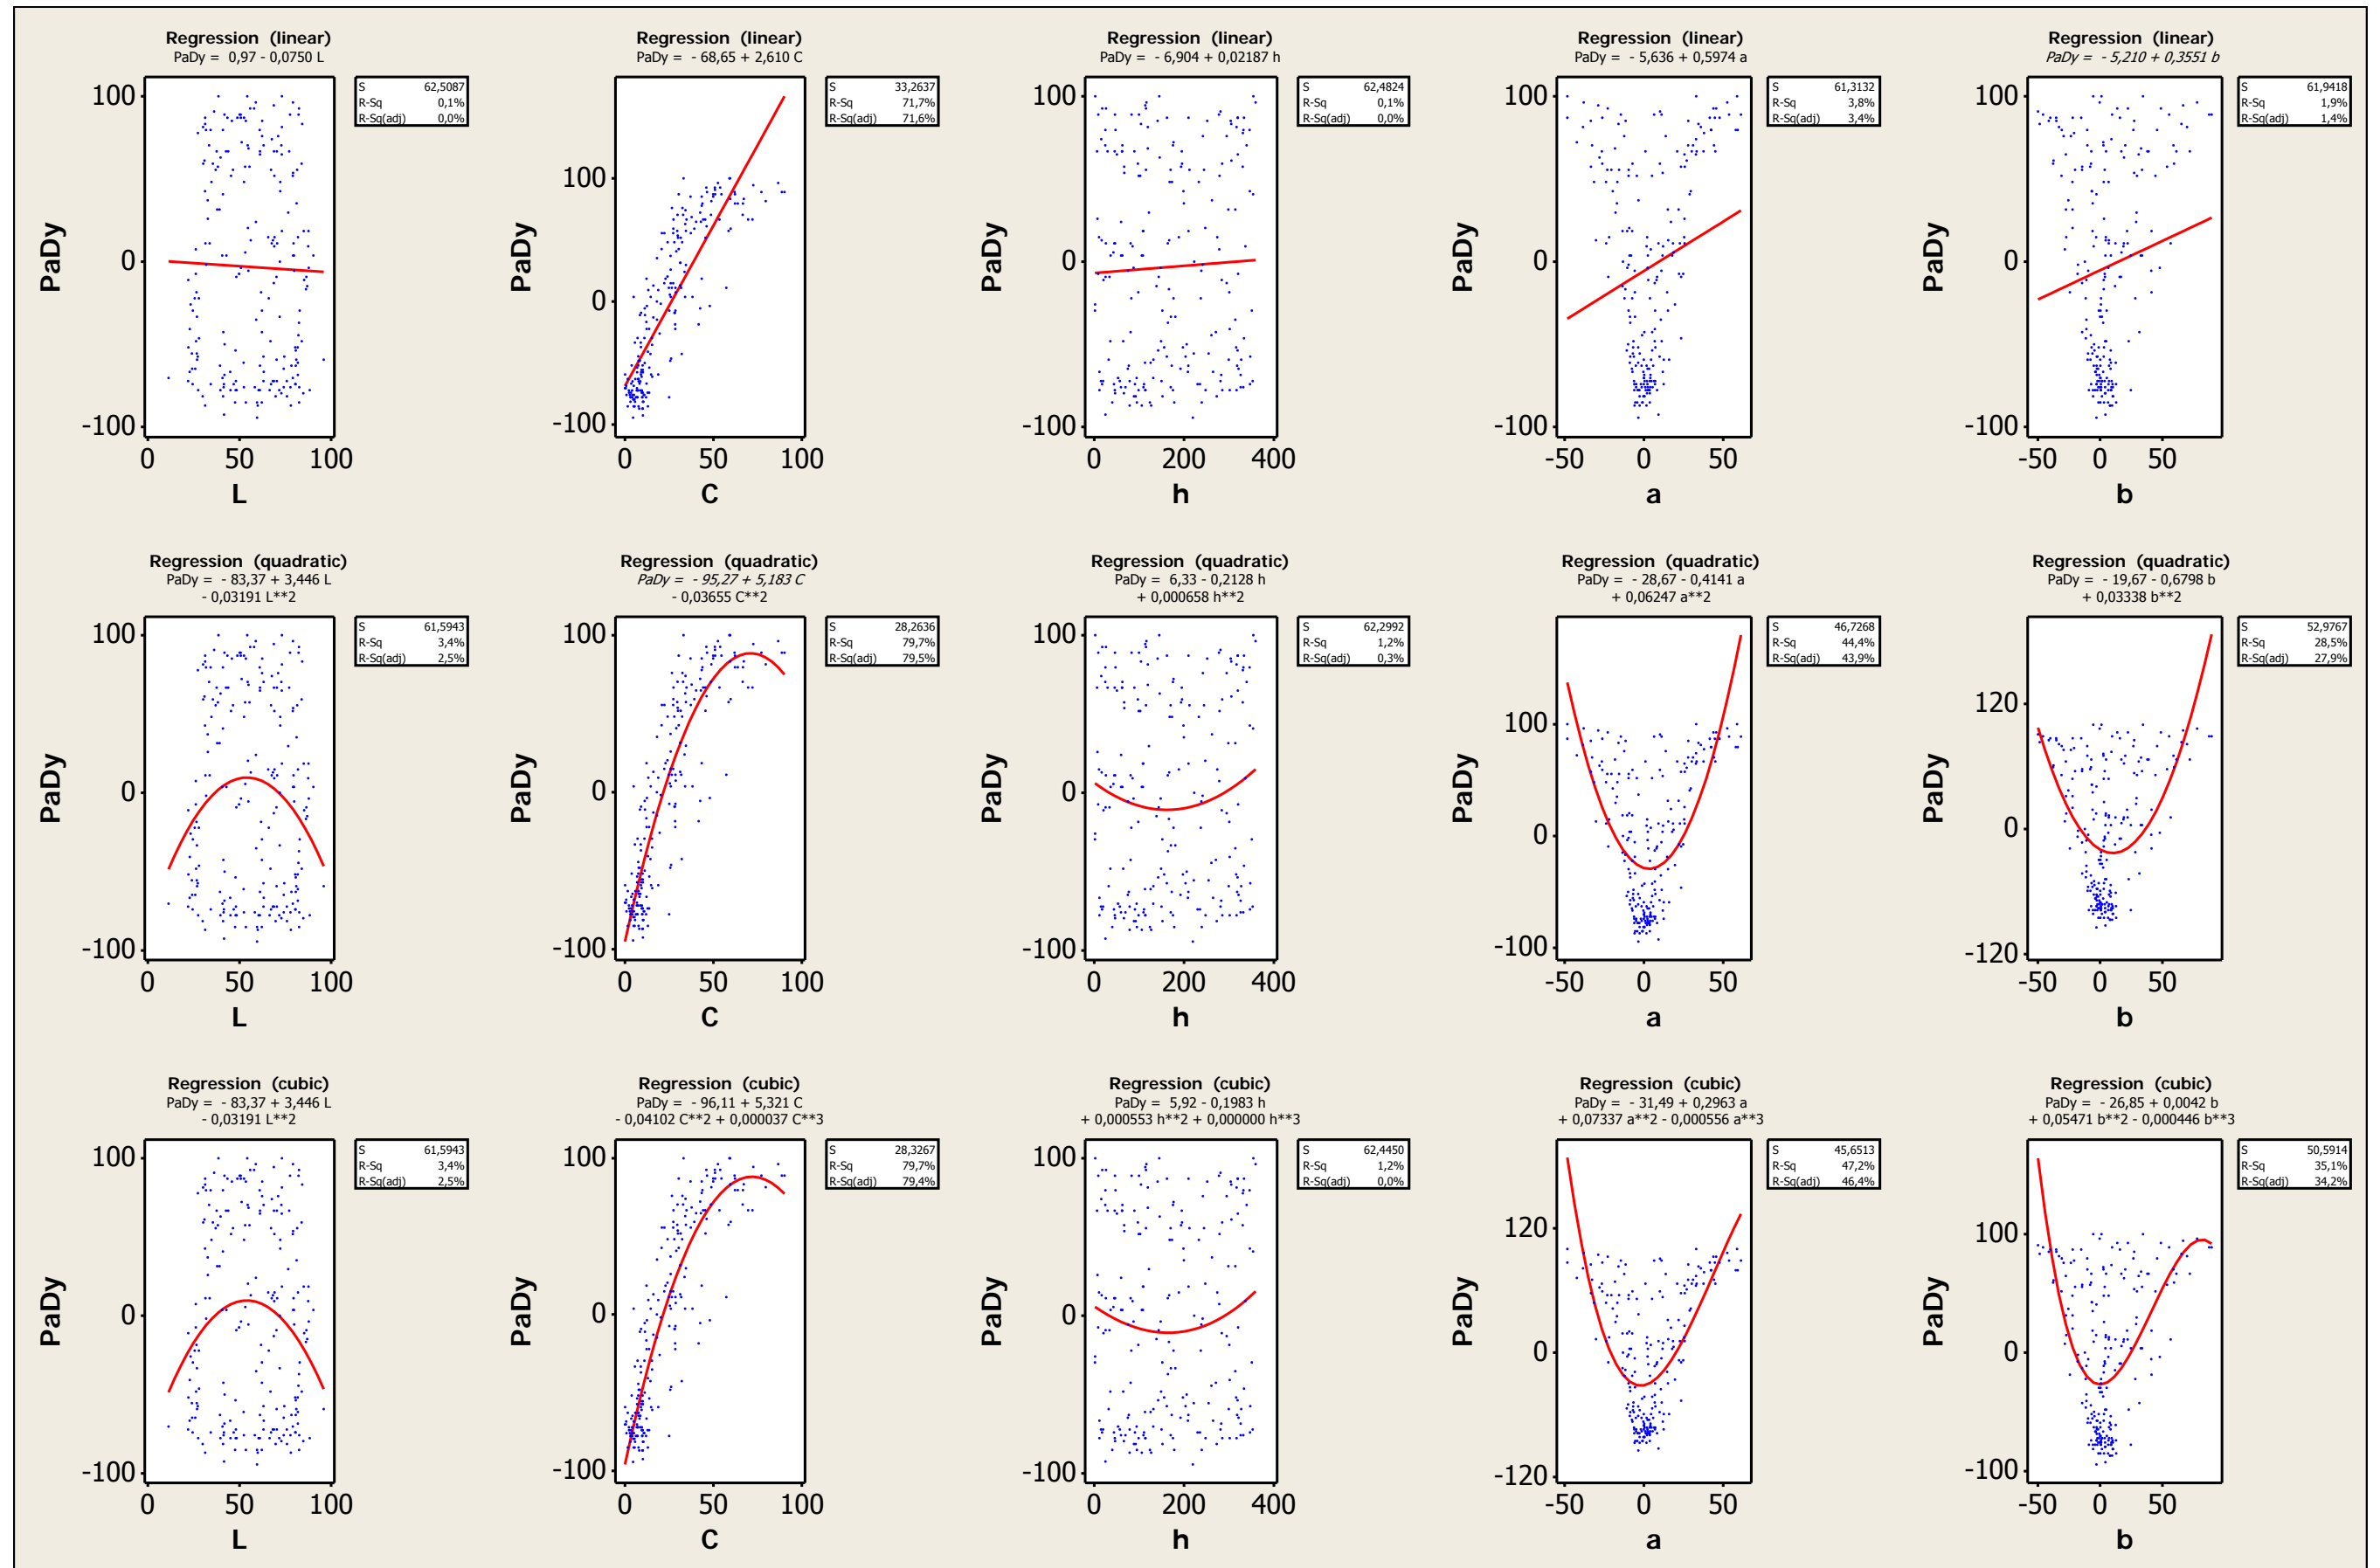 Regression (linear)
PaDy = 0,97 - 0,0750 L
S 62,5087
R-Sq 0,1%
R-Sq(adj) 0,0%
PaDy
100
0
-100
0 50 100
L
Regression (linear)
PaDy = - 68,65 + 2,610 C
S 33,2637
R-Sq 71,7%
R-Sq(adj) 71,6%
PaDy
100
0
-100
0 50 100
C
Regression (linear)
PaDy = - 6,904 + 0,02187 h
S 62,4824
R-Sq 0,1%
R-Sq(adj) 0,0%
PaDy
100
0
-100
0 200 400
h
Regression (linear)
PaDy = - 5,636 + 0,5974 a
S 61,3132
R-Sq 3,8%
R-Sq(adj) 3,4%
PaDy
100
0
-100
-50 0 50
a
Regression (linear)
PaDy = - 5,210 + 0,3551 b
S 61,9418
R-Sq 1,9%
R-Sq(adj) 1,4%
PaDy
100
0
-100
-50 0 50
b
Regression (quadratic)
PaDy = - 83,37 + 3,446 L
- 0,03191 L**2
S 61,5943
R-Sq 3,4%
R-Sq(adj) 2,5%
PaDy
100
0
-100
0 50 100
L
Regression (quadratic)
PaDy = - 95,27 + 5,183 C
- 0,03655 C**2
S 28,2636
R-Sq 79,7%
R-Sq(adj) 79,5%
PaDy
100
0
-100
0 50 100
C
Regression (quadratic)
PaDy = 6,33 - 0,2128 h
+ 0,000658 h**2
S 62,2992
R-Sq 1,2%
R-Sq(adj) 0,3%
PaDy
100
0
-100
0 200 400
h
Regression (quadratic)
PaDy = - 28,67 - 0,4141 a
+ 0,06247 a**2
S 46,7268
R-Sq 44,4%
R-Sq(adj) 43,9%
PaDy
100
0
-100
-50 0 50
a
Regression (quadratic)
PaDy = - 19,67 - 0,6798 b
+ 0,03338 b**2
S 52,9767
R-Sq 28,5%
R-Sq(adj) 27,9%
PaDy
120
0
-120
-50 0 50
b
Regression (cubic)
PaDy = - 83,37 + 3,446 L
- 0,03191 L**2
S 61,5943
R-Sq 3,4%
R-Sq(adj) 2,5%
PaDy
100
0
-100
0 50 100
L
Regression (cubic)
PaDy = - 96,11 + 5,321 C
- 0,04102 C**2 + 0,000037 C**3
S 28,3267
R-Sq 79,7%
R-Sq(adj) 79,4%
PaDy
100
0
-100
0 50 100
C
Regression (cubic)
PaDy = 5,92 - 0,1983 h
+ 0,000553 h**2 + 0,000000 h**3
S 62,4450
R-Sq 1,2%
R-Sq(adj) 0,0%
PaDy
100
0
-100
0 200 400
h
Regression (cubic)
PaDy = - 31,49 + 0,2963 a
+ 0,07337 a**2 - 0,000556 a**3
S 45,6513
R-Sq 47,2%
R-Sq(adj) 46,4%
PaDy
120
0
-120
-50 0 50
a
Regression (cubic)
PaDy = - 26,85 + 0,0042 b
+ 0,05471 b**2 - 0,000446 b**3
S 50,5914
R-Sq 35,1%
R-Sq(adj) 34,2%
PaDy
100
0
-100
-50 0 50
b